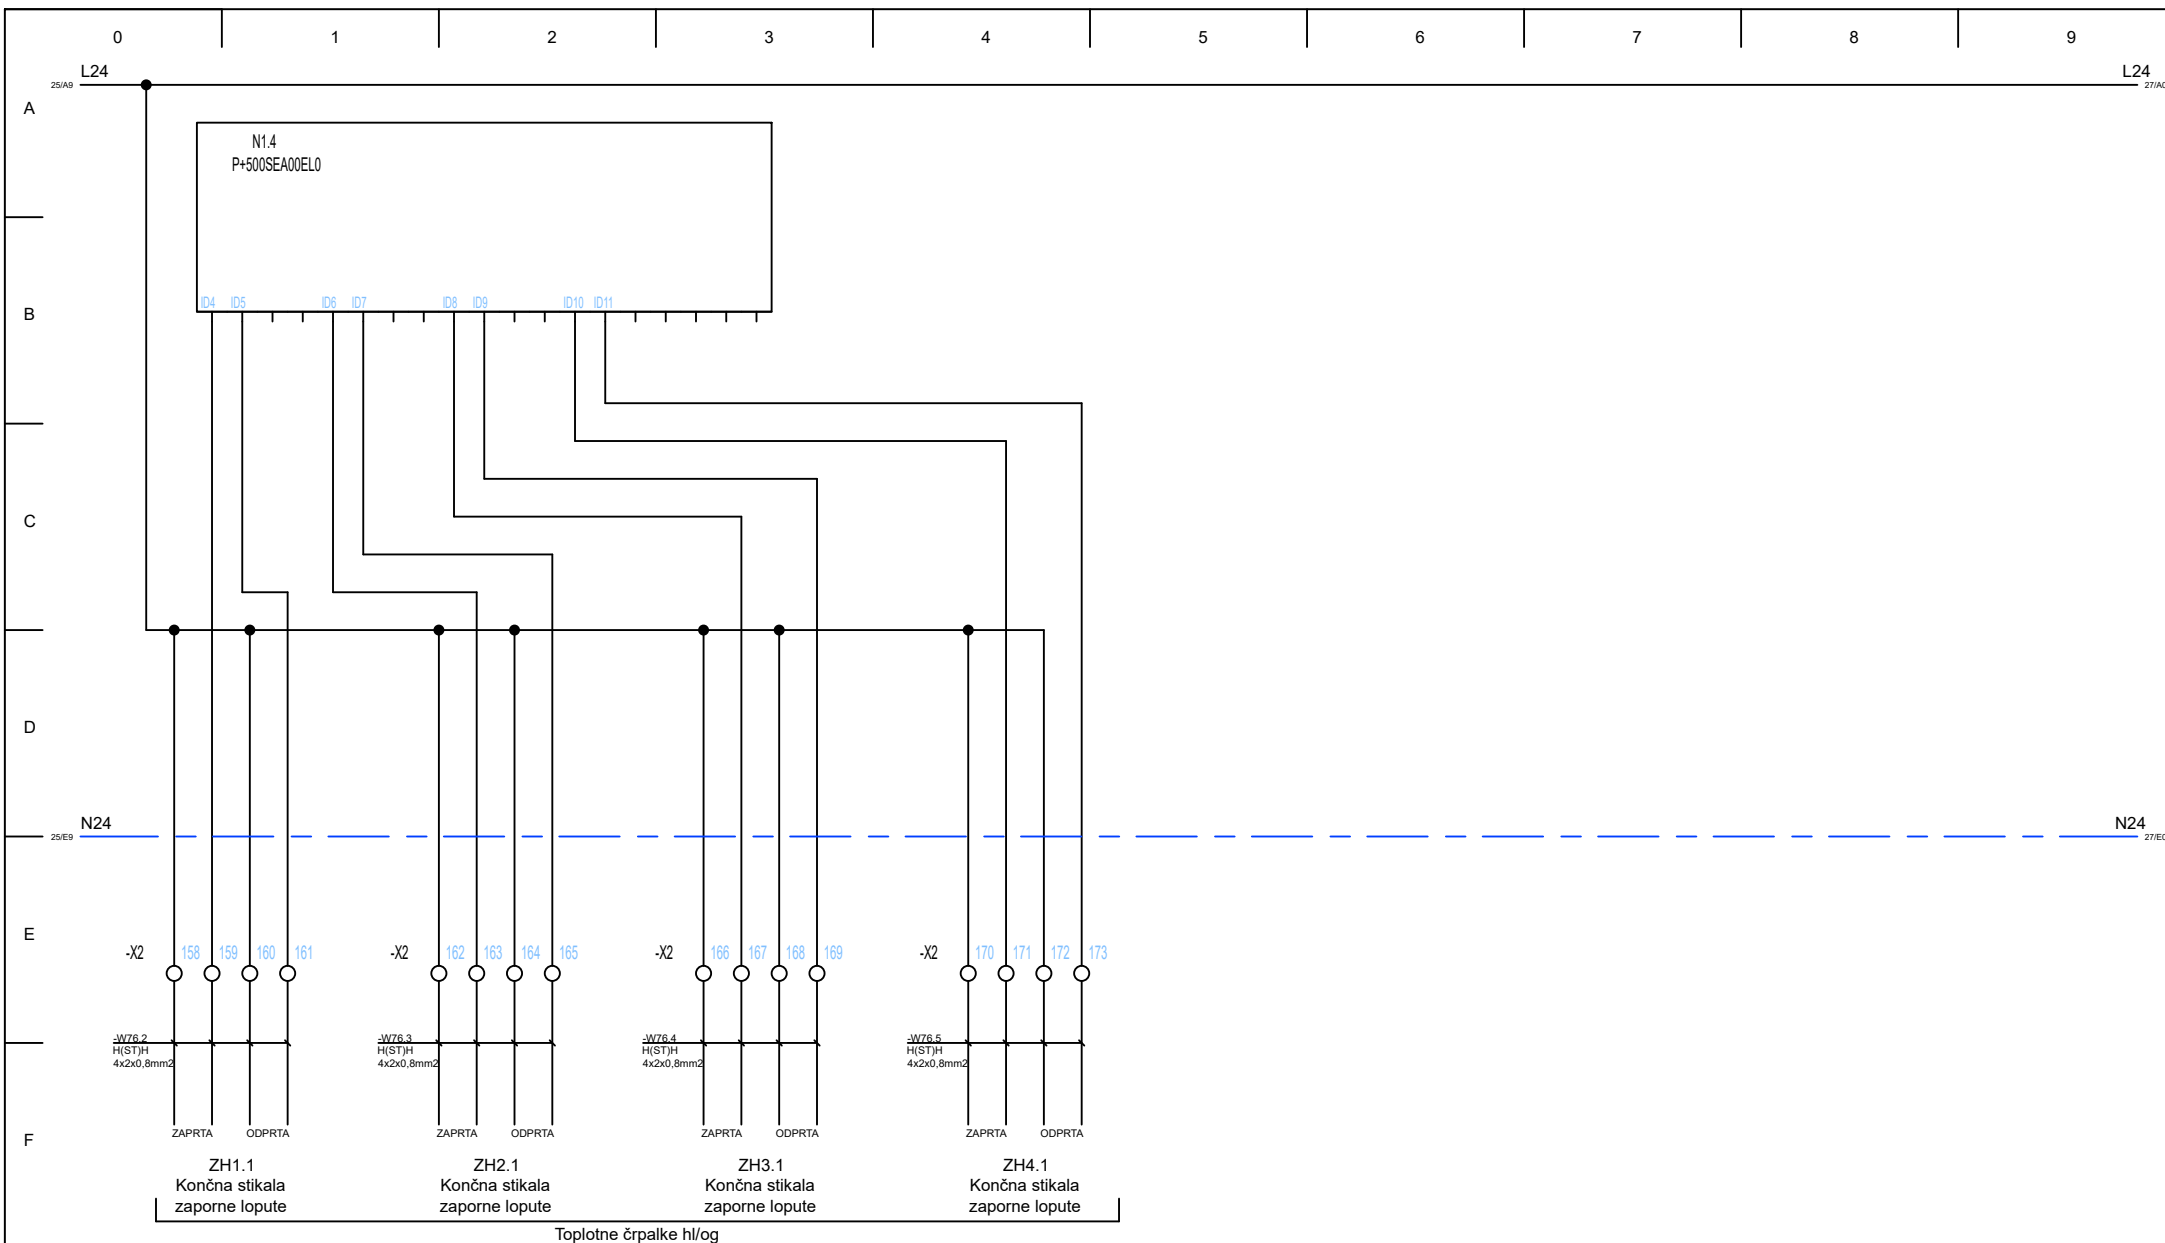 0 1 2 3 4 5 6 7 8 9
L24 L24
25/A9 27/A0
A
N1.4
P+500SEA00EL0
ID4 ID5 ID6 ID7 ID8 ID9 ID10 ID11
B
C
D
N24 N24
25/E9 27/E0
E
-X2 158 159 160 161 -X2 162 163 164 165 -X2 166 167 168 169 -X2 170 171 172 173
-W76.2 -W76.3 -W76.4 -W76.5
H(ST)H H(ST)H H(ST)H H(ST)H
4x2x0,8mm2 4x2x0,8mm2 4x2x0,8mm2 4x2x0,8mm2
F
ZAPRTA ODPRTA ZAPRTA ODPRTA ZAPRTA ODPRTA ZAPRTA ODPRTA
ZH1.1 ZH2.1 ZH3.1 ZH4.1
Končna stikala Končna stikala Končna stikala Končna stikala
zaporne lopute zaporne lopute zaporne lopute zaporne lopute
Toplotne črpalke hl/og